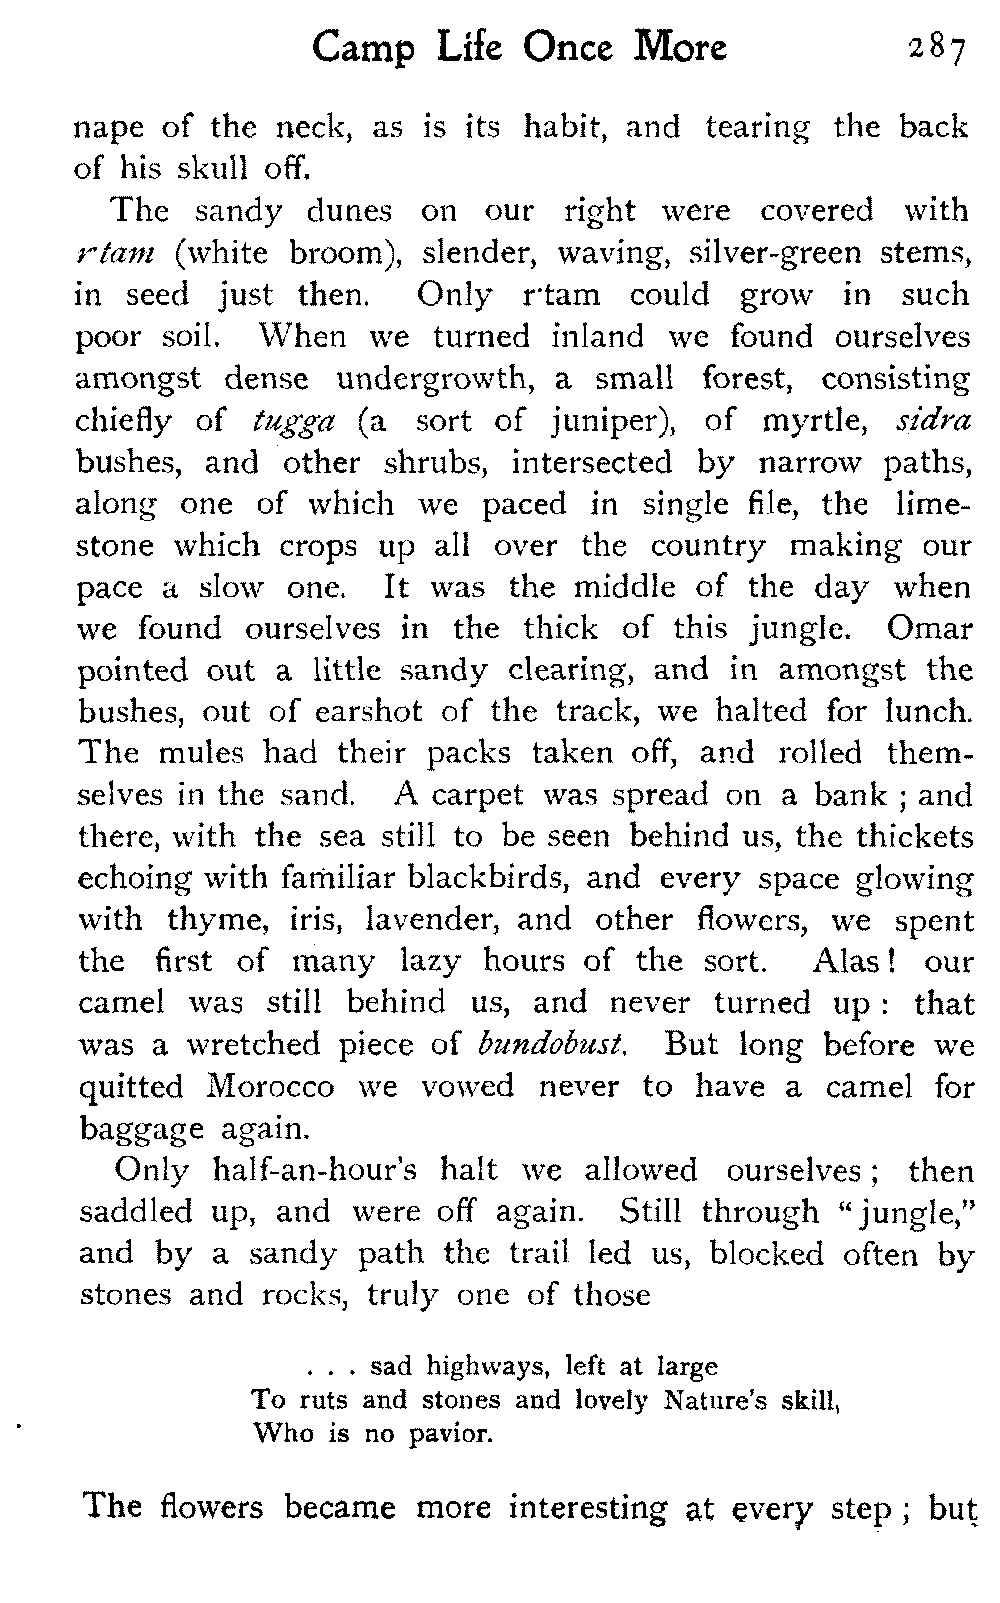 Camp Life Once More 287
nape of the neck, as is its habit, and tearing the back
of his skull off.
The sandy dunes on our right were covered with
rtam (white broom), slender, waving, silver-green stems,
in seed just then. Only r·tam could grow in such
poor soil. When we turned inland we found ourselves
amongst dense undergrowth, a small forest, consisting
chiefly of tugga (a sort of juniper), of myrtle, sidra
bushes, and other shrubs, intersected by narrow paths,
along one of which we paced in single file, the lime-
stone which crops up all over the country making our
pace a slow one. It was the middle of the day when
we found ourselves in the thick of this jungle. Omar
pointed out a little sandy clearing, and in amongst the
bushes, out of earshot of the track, we halted for lunch.
The mules had their packs taken off, and rolled them-
selves in the sand. A carpet was spread on a bank ; and
there, with the sea still to be seen behind us, the thickets
echoing with familiar blackbirds, and every space glowing
with thyme, iris, lavender, and other flowers, we spent
the first of many lazy hours of the sort. Alas ! our
camel was still behind us, and never turned up : that
was a wretched piece of bundobust. But long before we
quitted Morocco we vowed never to have a camel for
baggage again.
Only half-an-hour's halt we allowed ourselves ; then
saddled up, and were off again. Still through "jungle,"
and by a sandy path the trail led us, blocked often by
stones and rocks, truly one of those
. . . sad highways, left at large
To ruts and stones and lovely Nature's skill,
Who is no pavior.
The flowers became more interesting at every step ; but